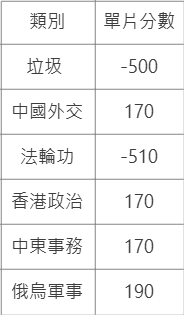 類別 單片分數
垃圾 -500
中國外交 170
法輪功 -510
香港政治 170
中東事務 170
俄烏軍事 190